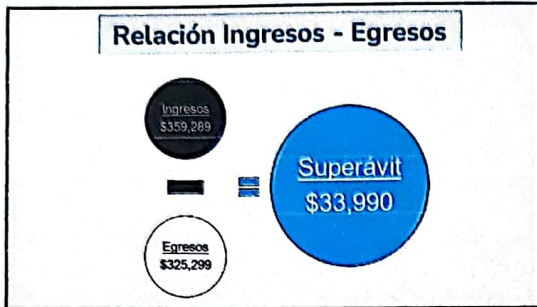 Relación Ingresos - Egresos
Ingresos
$359,289
Superávit
$33,990
Egresos
$325,299